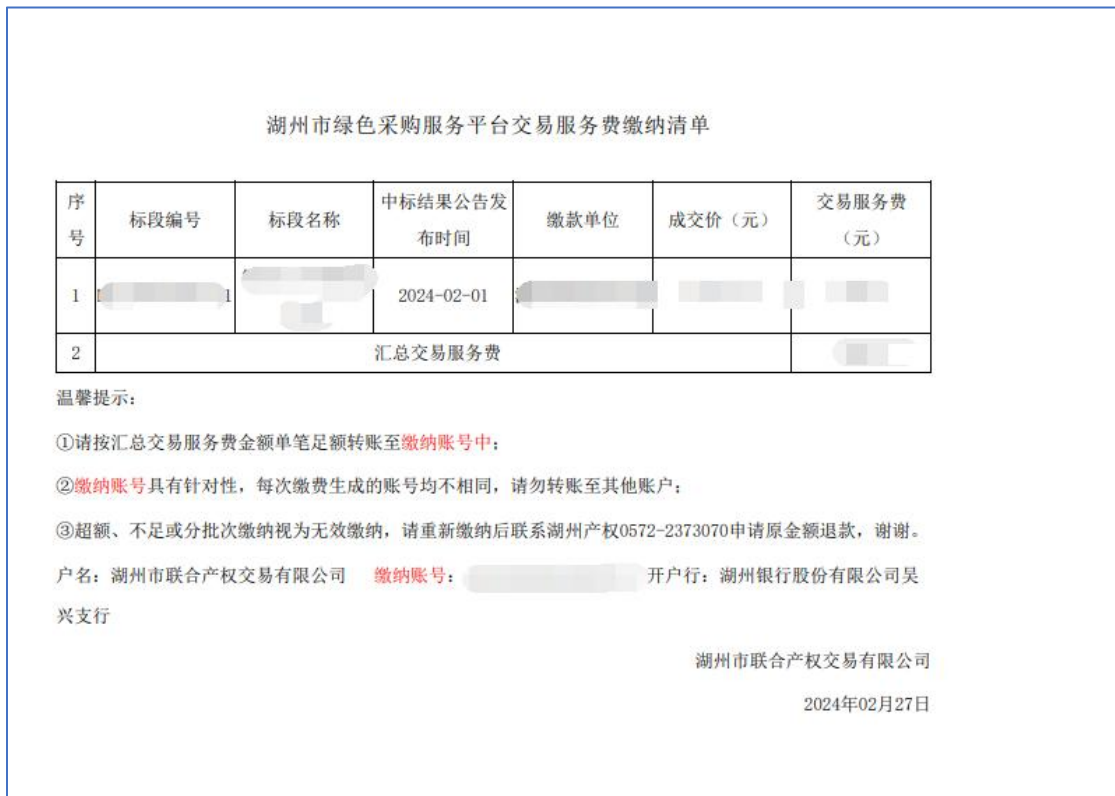 湖州市绿色采购服务平台交易服务费缴纳清单
序号 标段编号 标段名称 中标结果公告发布时间 缴款单位 成交价（元） 交易服务费（元）
1 2024-02-01
2 汇总交易服务费
温馨提示：
①请按汇总交易服务费金额单笔足额转账至缴纳账号中；
②缴纳账号具有针对性，每次缴费生成的账号均不相同，请勿转账至其他账户；
③超额、不足或分批次缴纳视为无效缴纳，请重新缴纳后联系湖州产权0572-2373070申请原金额退款，谢谢。
户名：湖州市联合产权交易有限公司 缴纳账号： 开户行：湖州银行股份有限公司吴
兴支行
湖州市联合产权交易有限公司
2024年02月27日